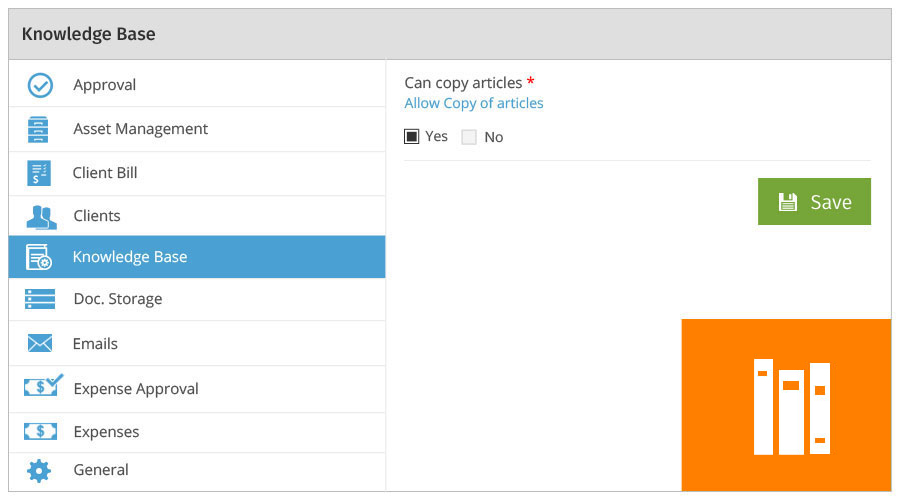 Knowledge Base
Approval
Asset Management
Client Bill
Clients
Knowledge Base
Doc. Storage
Emails
$ Expense Approval
$ Expenses
General
Can copy articles *
Allow Copy of articles
Yes No
Save